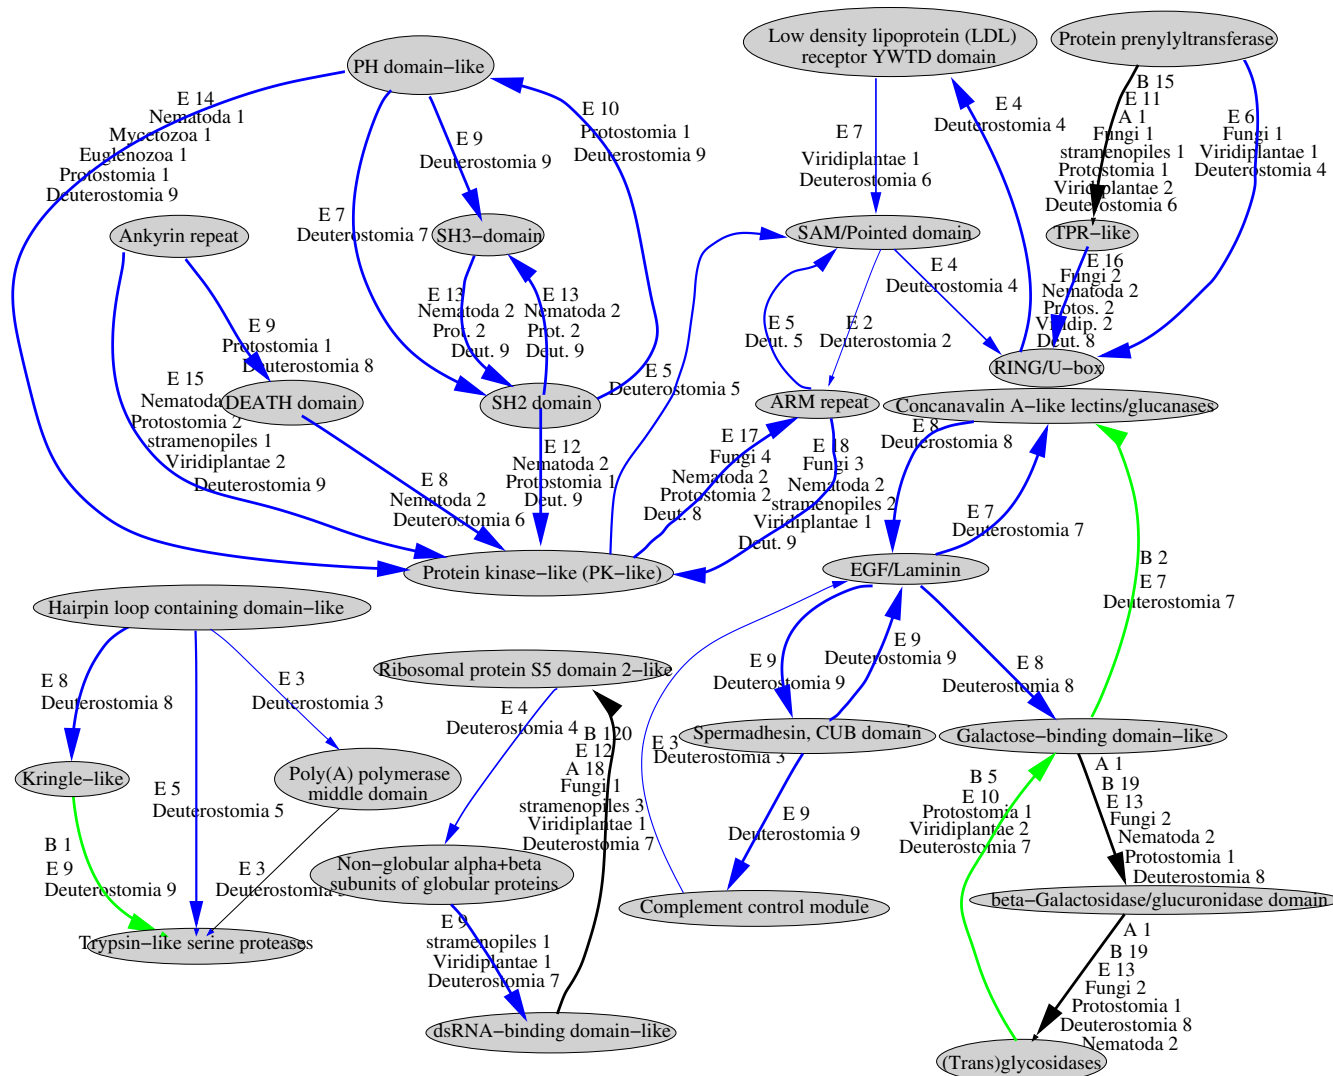 Low density lipoprotein (LDL)
receptor YWTD domain
Protein prenylyltransferase
PH domain−like
E 14
Nematoda 1
Mycetozoa 1
Euglenozoa 1
Protostomia 1
Deuterostomia 9
E 9
Deuterostomia 9
E 10
Protostomia 1
Deuterostomia 9
E 7
Viridiplantae 1
Deuterostomia 6
E 4
Deuterostomia 4
B 15
E 11
A 1
Fungi 1
stramenopiles 1
Protostomia 1
Viridiplantae 2
Deuterostomia 6
E 6
Fungi 1
Viridiplantae 1
Deuterostomia 4
Ankyrin repeat
E 7
Deuterostomia 7
SH3−domain
SAM/Pointed domain
TPR−like
E 9
Protostomia 1
Deuterostomia 8
E 13
Nematoda 2
Prot. 2
Deut. 9
E 13
Nematoda 2
Prot. 2
Deut. 9
E 5
Deut. 5
E 2
Deuterostomia 2
E 4
Deuterostomia 4
E 16
Fungi 2
Nematoda 2
Protos. 2
Viridip. 2
Deut. 8
RING/U−box
E 15
Nematoda
Protostomia 2
stramenopiles 1
Viridiplantae 2
Deuterostomia 9
DEATH domain
SH2 domain
E 5
Deuterostomia 5
ARM repeat
Concanavalin A−like lectins/glucanases
E 8
Nematoda 2
Deuterostomia 6
E 12
Nematoda 2
Protostomia 1
Deut. 9
E 17
Fungi 4
Nematoda 2
Protostomia 2
Deut. 8
E 18
Fungi 3
Nematoda 2
stramenopiles 2
Viridiplantae 1
Deut. 9
E 8
Deuterostomia 8
E 7
Deuterostomia 7
B 2
E 7
Deuterostomia 7
Protein kinase−like (PK−like)
EGF/Laminin
Hairpin loop containing domain−like
E 8
Deuterostomia 8
E 3
Deuterostomia 3
E 5
Deuterostomia 5
Kringle−like
Poly(A) polymerase
middle domain
B 1
E 9
Deuterostomia 9
E 3
Deuterostomia
Trypsin−like serine proteases
Ribosomal protein S5 domain 2−like
E 4
Deuterostomia 4
B 120
E 12
A 18
Fungi 1
stramenopiles 3
Viridiplantae 1
Deuterostomia 7
Non−globular alpha+beta
subunits of globular proteins
E 9
stramenopiles 1
Viridiplantae 1
Deuterostomia 7
dsRNA−binding domain−like
E 3
Deuterostomia 3
E 9
Deuterostomia 9
E 9
Deuterostomia 9
E 8
Deuterostomia 8
Spermadhesin, CUB domain
Galactose−binding domain−like
E 9
Deuterostomia 9
Complement control module
B 5
E 10
Protostomia 1
Viridiplantae 2
Deuterostomia 7
A 1
B 19
E 13
Fungi 2
Nematoda 2
Protostomia 1
Deuterostomia 8
beta−Galactosidase/glucuronidase domain
A 1
B 19
E 13
Fungi 2
Protostomia 1
Deuterostomia 8
Nematoda 2
(Trans)glycosidases